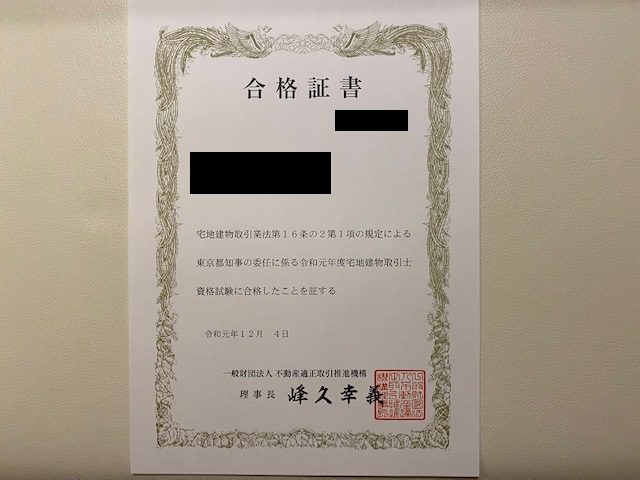 合格証書
宅地建物取引業法第16条の2第1項の規定による
東京都知事の委任に係る令和元年度宅地建物取引士
資格試験に合格したことを証する
令和元年12月 4日
一般財団法人 不動産適正取引推進機構
理事長 峰久幸義